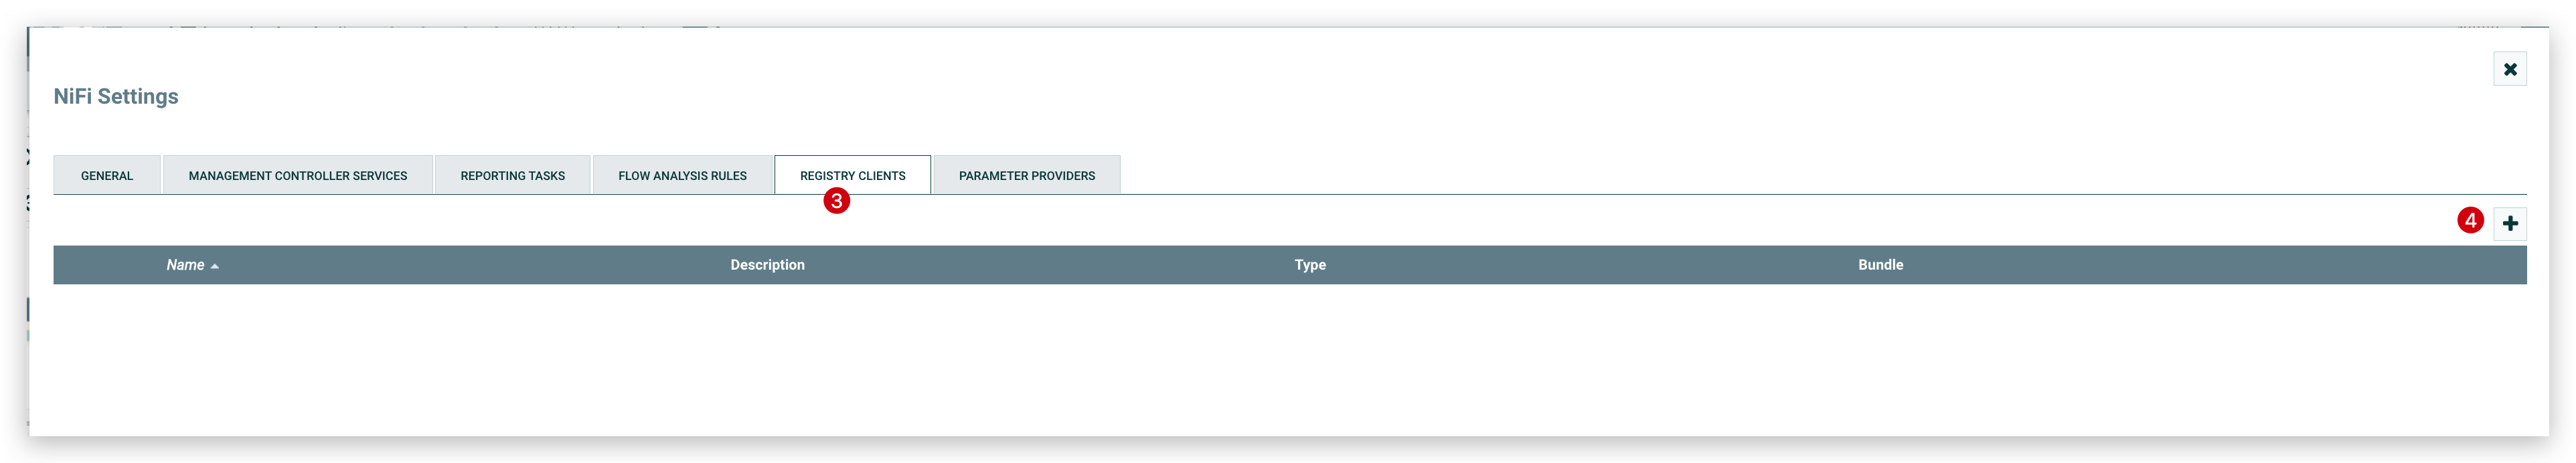 NiFi Settings
GENERAL MANAGEMENT CONTROLLER SERVICES REPORTING TASKS FLOW ANALYSIS RULES REGISTRY CLIENTS PARAMETER PROVIDERS
3
4
Name Description Type Bundle